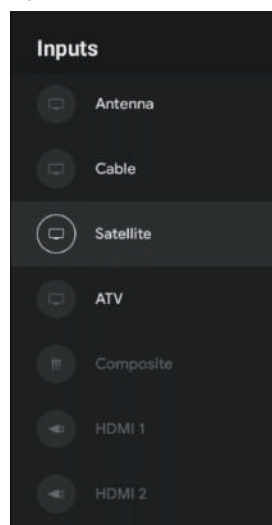 Inputs
Antenna
Cable
Satellite
ATV
Composite
HDMI 1
HDMI 2